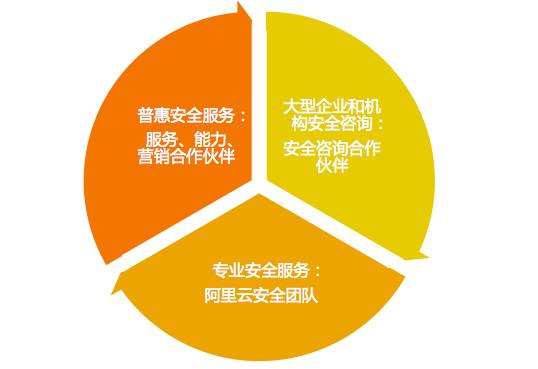 普惠安全服务：
服务、能力、
营销合作伙伴
大型企业和机
构安全咨询：
安全咨询合作
伙伴
专业安全服务：
阿里云安全团队